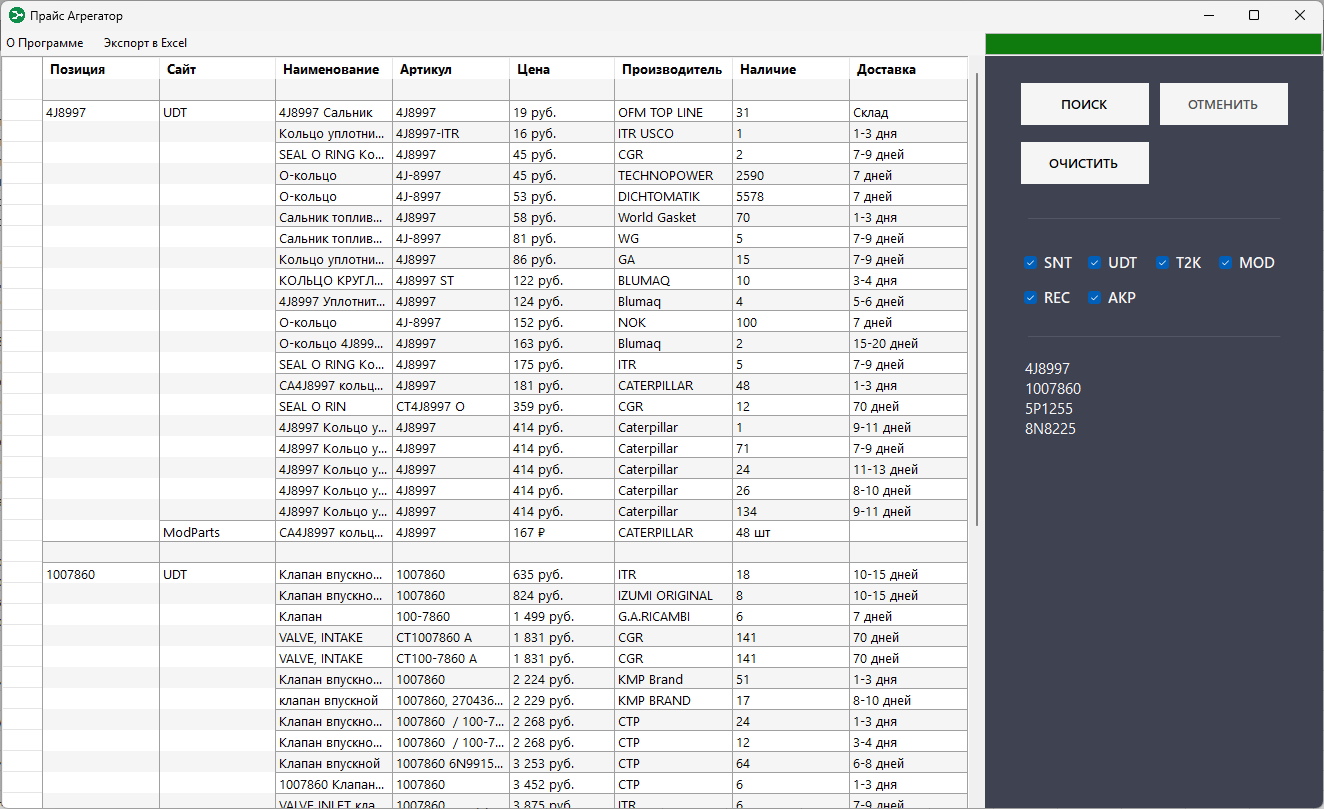 Прайс Агрегатор
О Программе Экспорт в Excel
Позиция Сайт Наименование Артикул Цена Производитель Наличие Доставка
4J8997 UDT 4J8997 Сальник 4J8997 19 руб. OFM TOP LINE 31 Склад
Кольцо уплотни... 4J8997-ITR 16 руб. ITR USCO 1 1-3 дня
SEAL O RING Ко... 4J8997 45 руб. CGR 2 7-9 дней
О-кольцо 4J-8997 45 руб. TECHNOPOWER 2590 7 дней
О-кольцо 4J-8997 53 руб. DICHTOMATIK 5578 7 дней
Сальник топлив... 4J8997 58 руб. World Gasket 70 1-3 дня
Сальник топлив... 4J-8997 81 руб. WG 5 7-9 дней
Кольцо уплотни... 4J8997 86 руб. GA 15 7-9 дней
КОЛЬЦО КРУГЛ... 4J8997 ST 122 руб. BLUMAQ 10 3-4 дня
4J8997 Уплотнит... 4J8997 124 руб. Blumaq 4 5-6 дней
О-кольцо 4J-8997 152 руб. NOK 100 7 дней
О-кольцо 4J899... 4J8997 163 руб. Blumaq 2 15-20 дней
SEAL O RING Ко... 4J8997 175 руб. ITR 5 7-9 дней
CA4J8997 кольц... 4J8997 181 руб. CATERPILLAR 48 1-3 дня
SEAL O RIN CT4J8997 O 359 руб. CGR 12 70 дней
4J8997 Кольцо у... 4J8997 414 руб. Caterpillar 1 9-11 дней
4J8997 Кольцо у... 4J8997 414 руб. Caterpillar 71 7-9 дней
4J8997 Кольцо у... 4J8997 414 руб. Caterpillar 24 11-13 дней
4J8997 Кольцо у... 4J8997 414 руб. Caterpillar 26 8-10 дней
4J8997 Кольцо у... 4J8997 414 руб. Caterpillar 134 9-11 дней
ModParts CA4J8997 кольц... 4J8997 167 ₽ CATERPILLAR 48 шт
1007860 UDT Клапан впускно... 1007860 635 руб. ITR 18 10-15 дней
Клапан впускно... 1007860 824 руб. IZUMI ORIGINAL 8 10-15 дней
Клапан 100-7860 1 499 руб. G.A.RICAMBI 6 7 дней
VALVE, INTAKE CT1007860 A 1 831 руб. CGR 141 70 дней
VALVE, INTAKE CT100-7860 A 1 831 руб. CGR 141 70 дней
Клапан впускно... 1007860 2 224 руб. KMP Brand 51 1-3 дня
клапан впускной 1007860, 270436... 2 229 руб. KMP BRAND 17 8-10 дней
Клапан впускно... 1007860 / 100-7... 2 268 руб. CTP 24 1-3 дня
Клапан впускно... 1007860 / 100-7... 2 268 руб. CTP 12 3-4 дня
Клапан впускной 1007860 6N9915... 3 253 руб. CTP 64 6-8 дней
1007860 Клапан... 1007860 3 452 руб. CTP 6 1-3 дня
VALVE INLET кла... 1007860 3 875 руб. ITR 6 7-9 дней
ПОИСК ОТМЕНИТЬ
ОЧИСТИТЬ
SNT UDT T2K MOD
REC AKP
4J8997
1007860
5P1255
8N8225